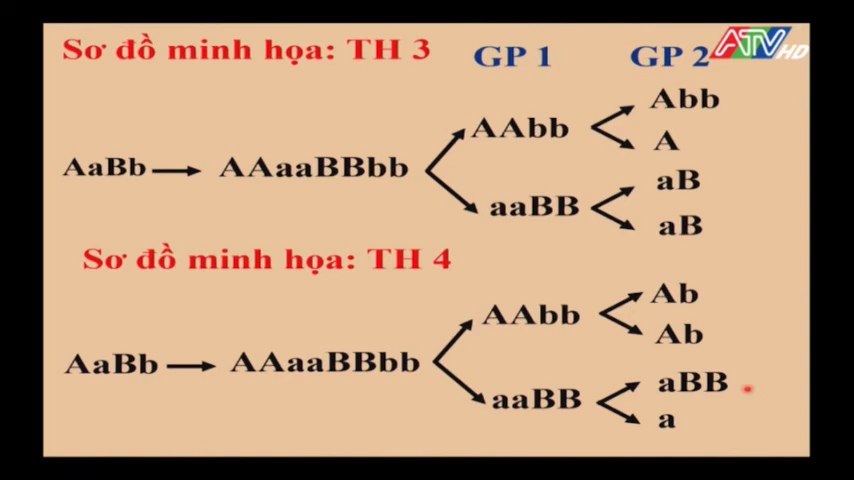 Sơ đồ minh họa: TH 3 GP 1 GP 2 ATV HD
Abb
AAbb
A
AaBb AAaaBBbb
aB
aaBB
aB
Sơ đồ minh họa: TH 4
Ab
AAbb
Ab
AaBb AAaaBBbb
aBB
aaBB
a